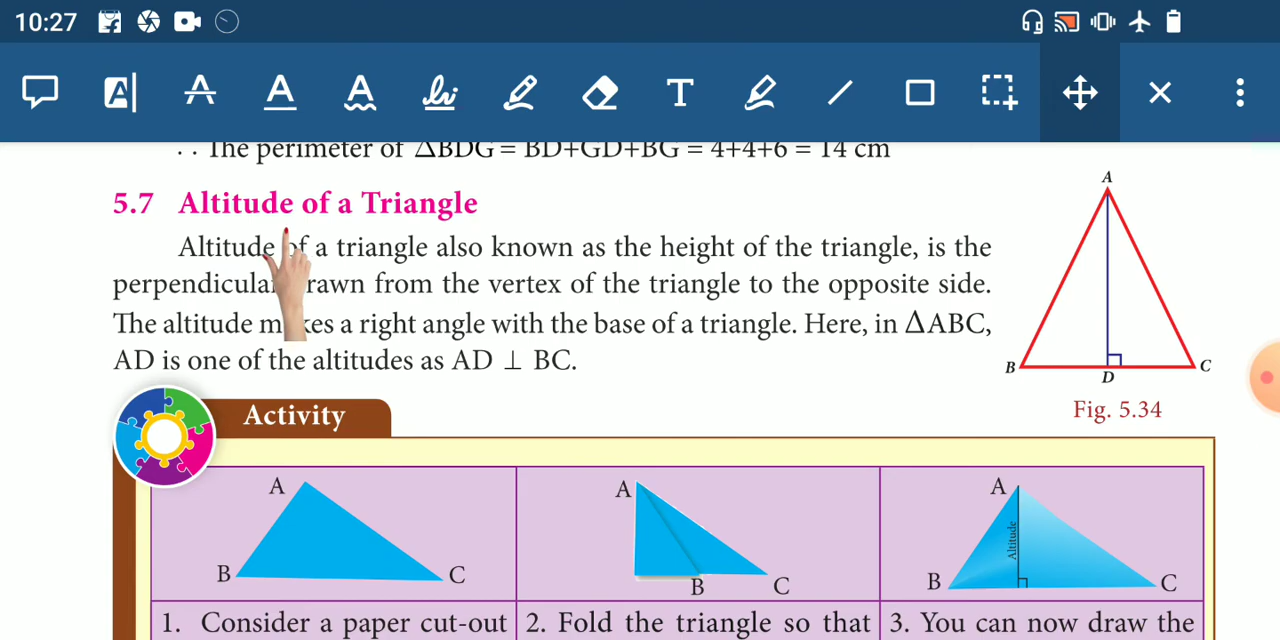 10:27
∴ The perimeter of ΔBDG = BD+GD+BG = 4+4+6 = 14 cm
5.7 Altitude of a Triangle
Altitude of a triangle also known as the height of the triangle, is the
perpendicular drawn from the vertex of the triangle to the opposite side.
The altitude makes a right angle with the base of a triangle. Here, in ΔABC,
AD is one of the altitudes as AD ⊥ BC.
A
B
D
C
Fig. 5.34
Activity
A
B
C
A
B
C
A
Altitude
B
C
1. Consider a paper cut-out
2. Fold the triangle so that
3. You can now draw the